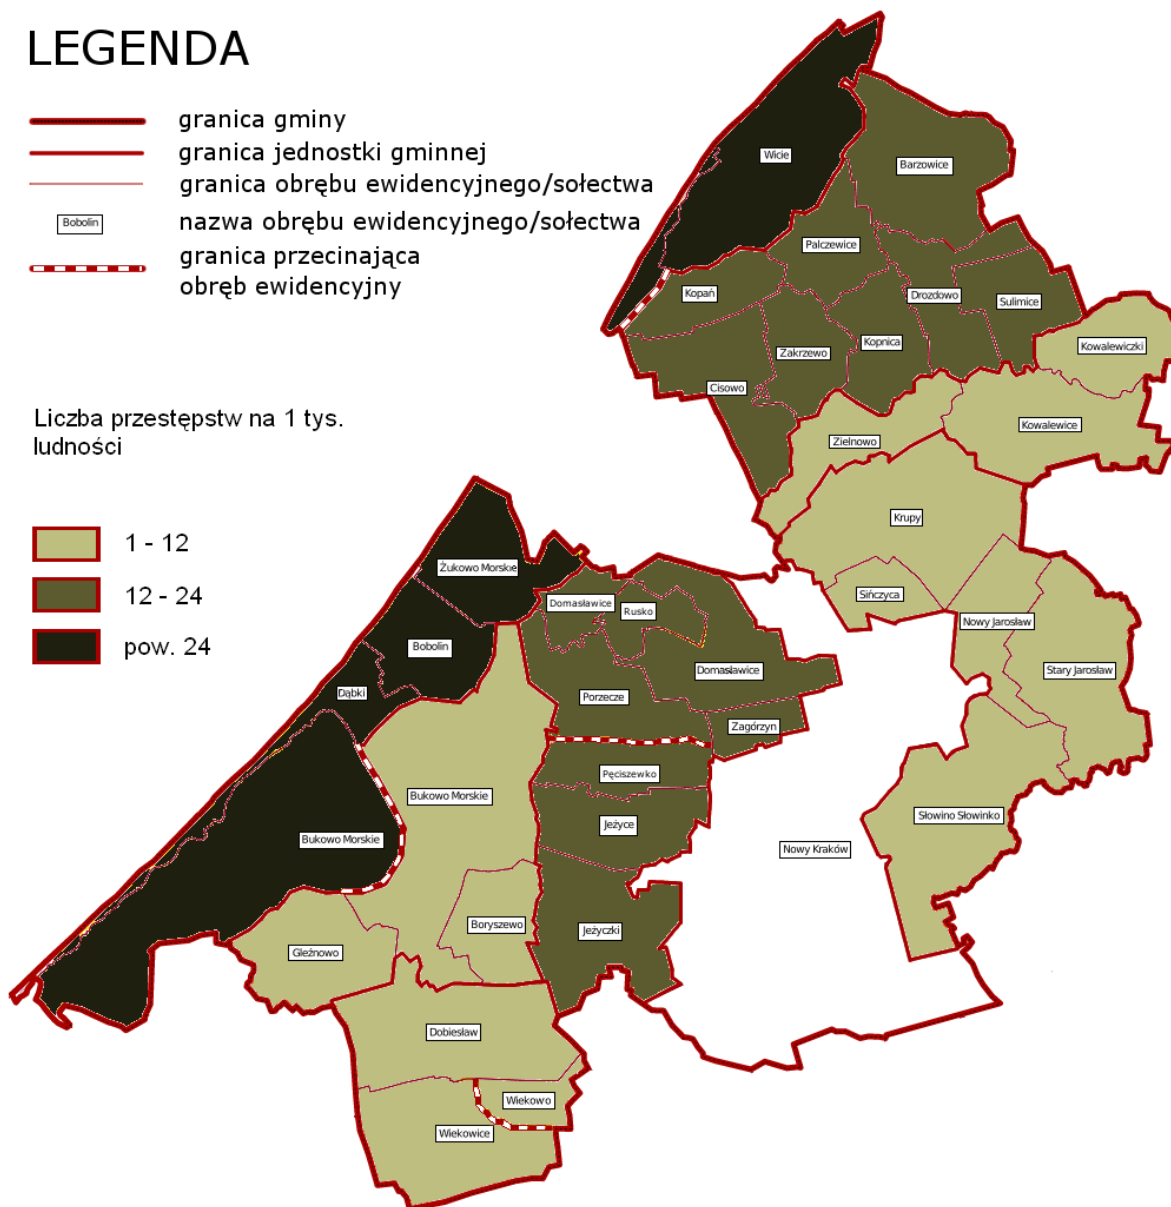 LEGENDA
granica gminy
granica jednostki gminnej
granica obrębu ewidencyjnego/sołectwa
Bobolin
nazwa obrębu ewidencyjnego/sołectwa
granica przecinająca
obręb ewidencyjny
Liczba przestępstw na 1 tys.
ludności
1 - 12
12 - 24
pow. 24
Wicie
Barzowice
Palczewice
Kopań
Drozdowo
Sulimice
Kopnica
Zakrzewo
Kowalewiczki
Cisowo
Kowalewice
Zielnowo
Krupy
Żukowo Morskie
Sińczyca
Domasławice
Rusko
Nowy Jarosław
Bobolin
Domasławice
Stary Jarosław
Dąbki
Porzecze
Zagórzyn
Pęciszewko
Bukowo Morskie
Słowino Słowinko
Jeżyce
Bukowo Morskie
Nowy Kraków
Boryszewo
Jeżyczki
Gleźnowo
Dobiesław
Wiekowo
Wiekowice